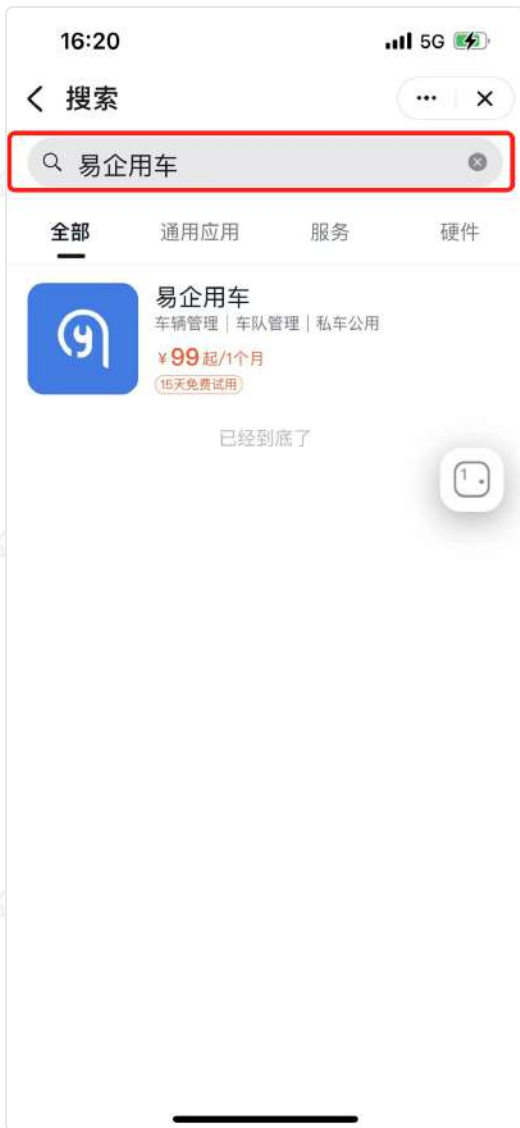 16:20 5G
搜索
易企用车
全部 通用应用 服务 硬件
易企用车
车辆管理｜车队管理｜私车公用
¥99起/1个月
15天免费试用
已经到底了
1